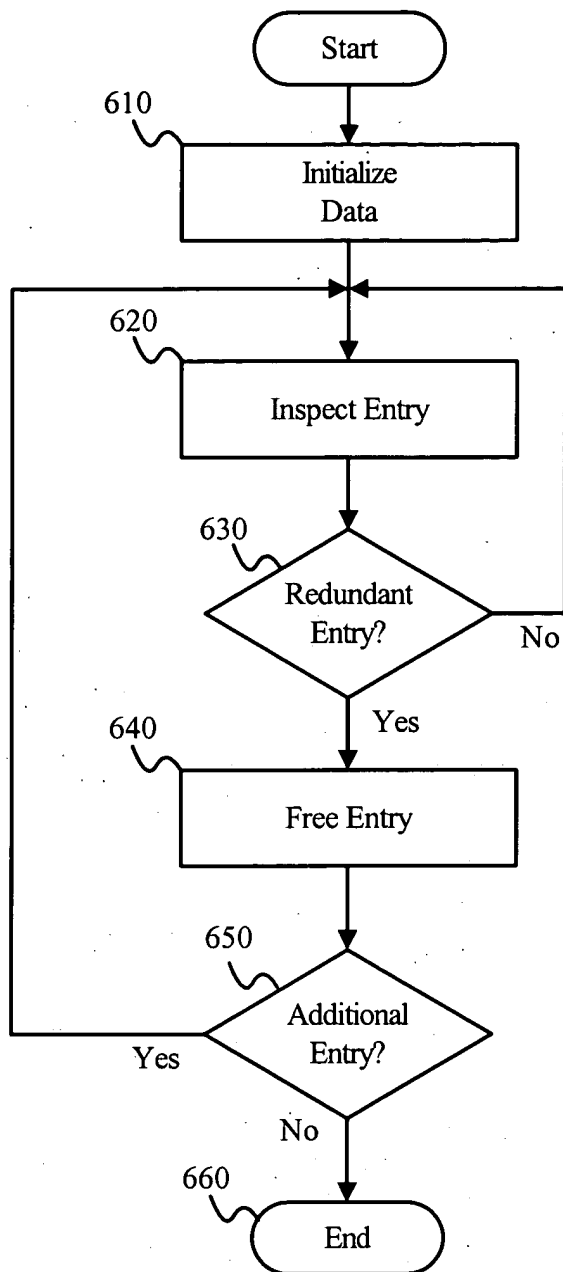 Start
610
Initialize
Data
620
Inspect Entry
630
Redundant
Entry?
No
Yes
640
Free Entry
650
Additional
Entry?
Yes
No
660
End